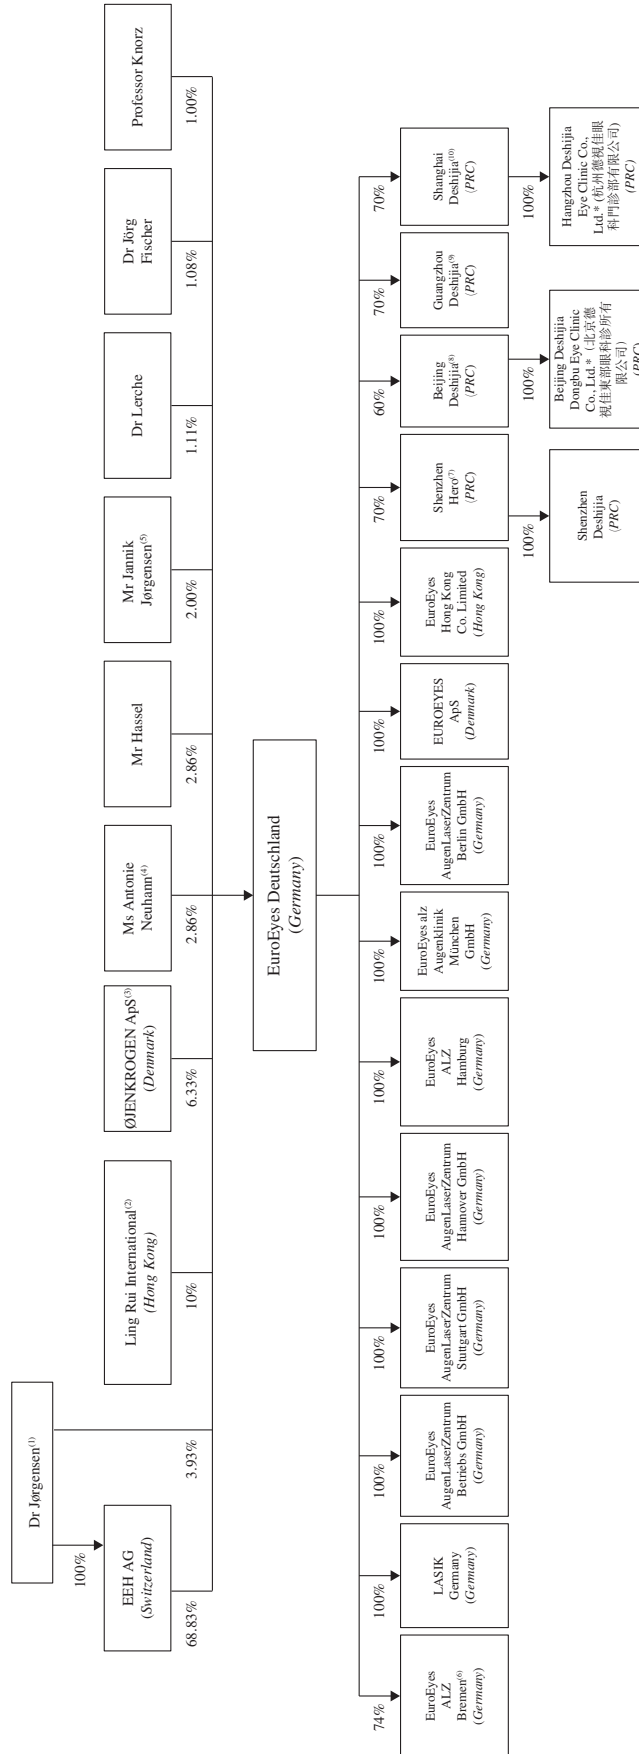 Dr Jørgensen(1)
100%
EEH AG
(Switzerland)
68.83%
3.93%
Ling Rui International(2)
(Hong Kong)
10%
ØJENKROGEN ApS(3)
(Denmark)
6.33%
Ms Antonie
Neuhann(4)
2.86%
Mr Hassel
2.86%
Mr Jannik
Jørgensen(5)
2.00%
Dr Lerche
1.11%
Dr Jörg
Fischer
1.08%
Professor Knorz
1.00%
EuroEyes Deutschland
(Germany)
74%
EuroEyes
ALZ
Bremen(6)
(Germany)
100%
LASIK
Germany
(Germany)
100%
EuroEyes
AugenLaserZentrum
Betriebs GmbH
(Germany)
100%
EuroEyes
AugenLaserZentrum
Stuttgart GmbH
(Germany)
100%
EuroEyes
AugenLaserZentrum
Hannover GmbH
(Germany)
100%
EuroEyes
ALZ
Hamburg
(Germany)
100%
EuroEyes alz
Augenklinik
München
GmbH
(Germany)
100%
EuroEyes
AugenLaserZentrum
Berlin GmbH
(Germany)
100%
EUROEYES
ApS
(Denmark)
100%
EuroEyes
Hong Kong
Co. Limited
(Hong Kong)
70%
Shenzhen
Hero(7)
(PRC)
60%
Beijing
Deshijia(8)
(PRC)
70%
Guangzhou
Deshijia(9)
(PRC)
70%
Shanghai
Deshijia(10)
(PRC)
100%
Shenzhen
Deshijia
(PRC)
100%
Beijing Deshijia
Dongbu Eye Clinic
Co., Ltd.* (北京德
視佳東部眼科診所有
限公司)
(PRC)
100%
Hangzhou Deshijia
Eye Clinic Co.,
Ltd.* (杭州德視佳眼
科門診部有限公司)
(PRC)